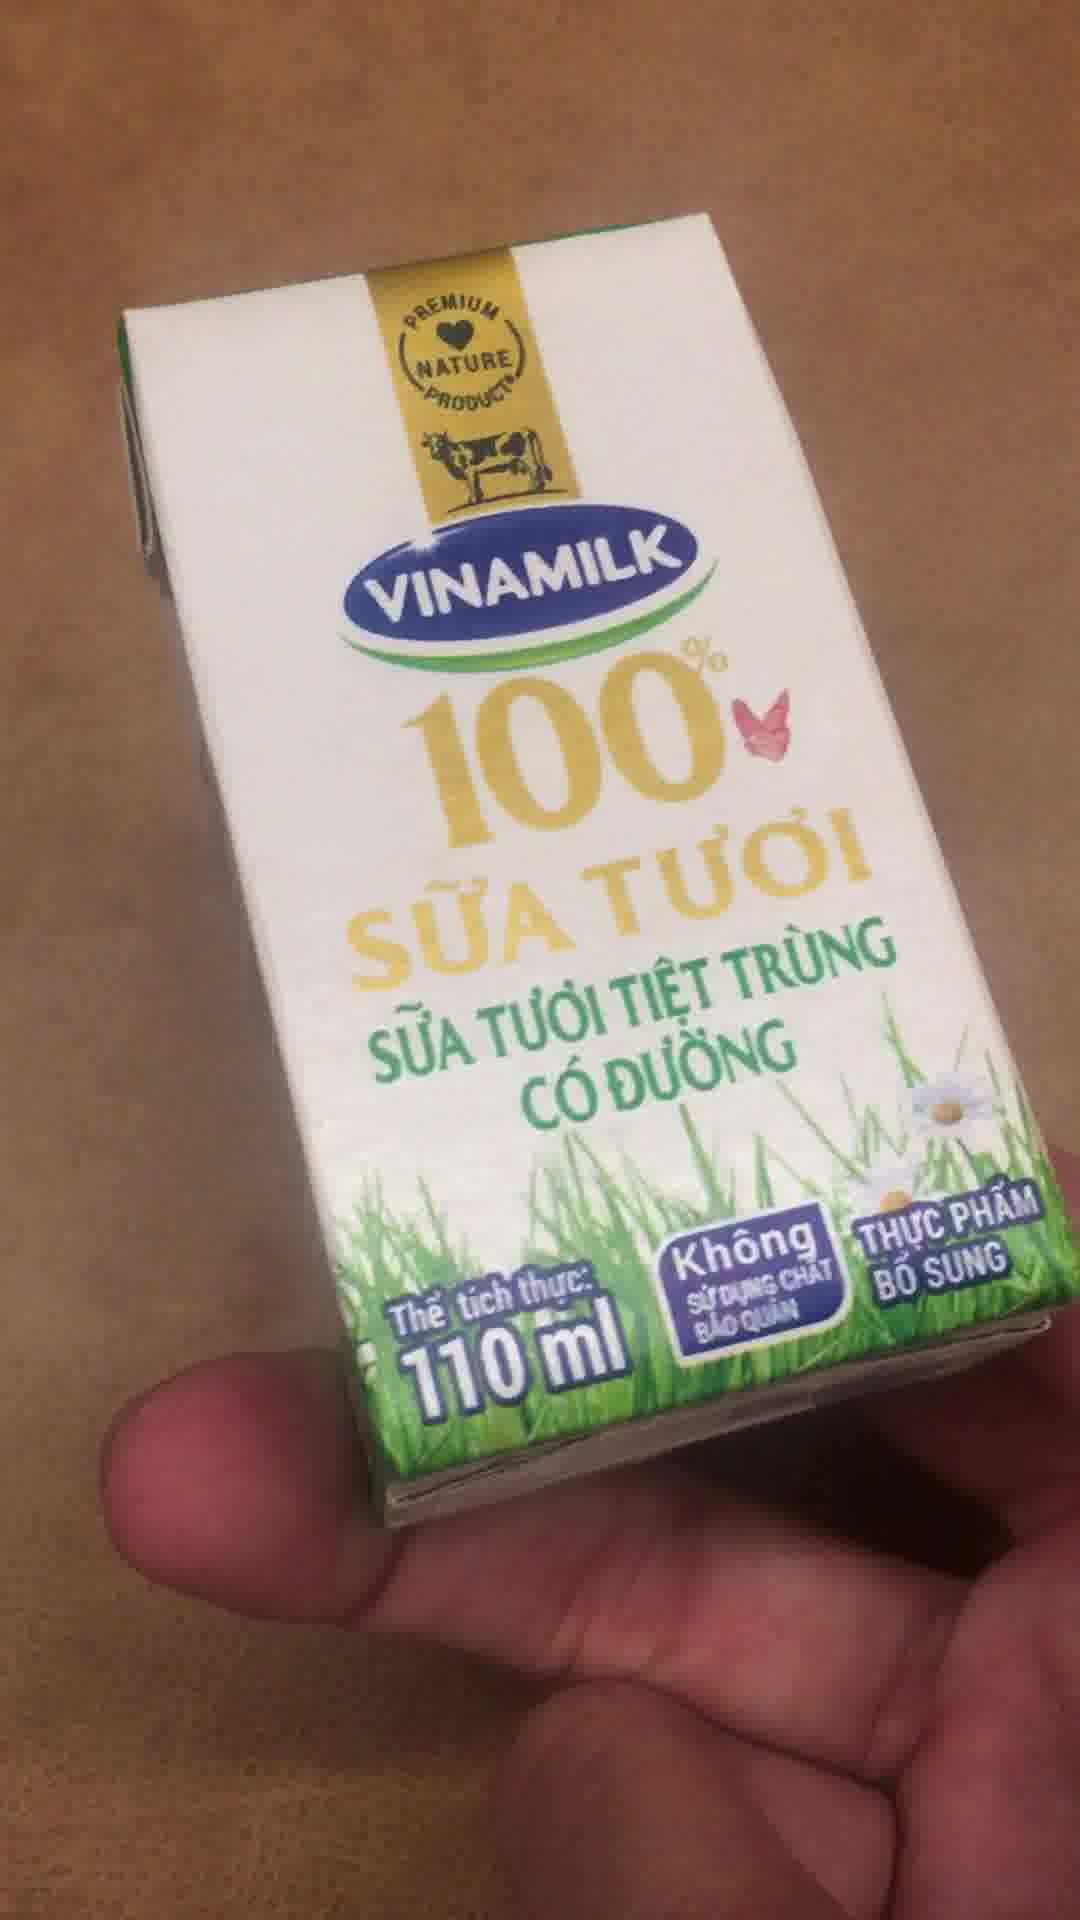 PREMIUM
NATURE
PRODUCT
VINAMILK
100%
SỮA TƯƠI
SỮA TƯƠI TIỆT TRÙNG
CÓ ĐƯỜNG
Thể tích thực:
110 ml
Không
SỬ DỤNG CHẤT
BẢO QUẢN
THỰC PHẨM
BỔ SUNG